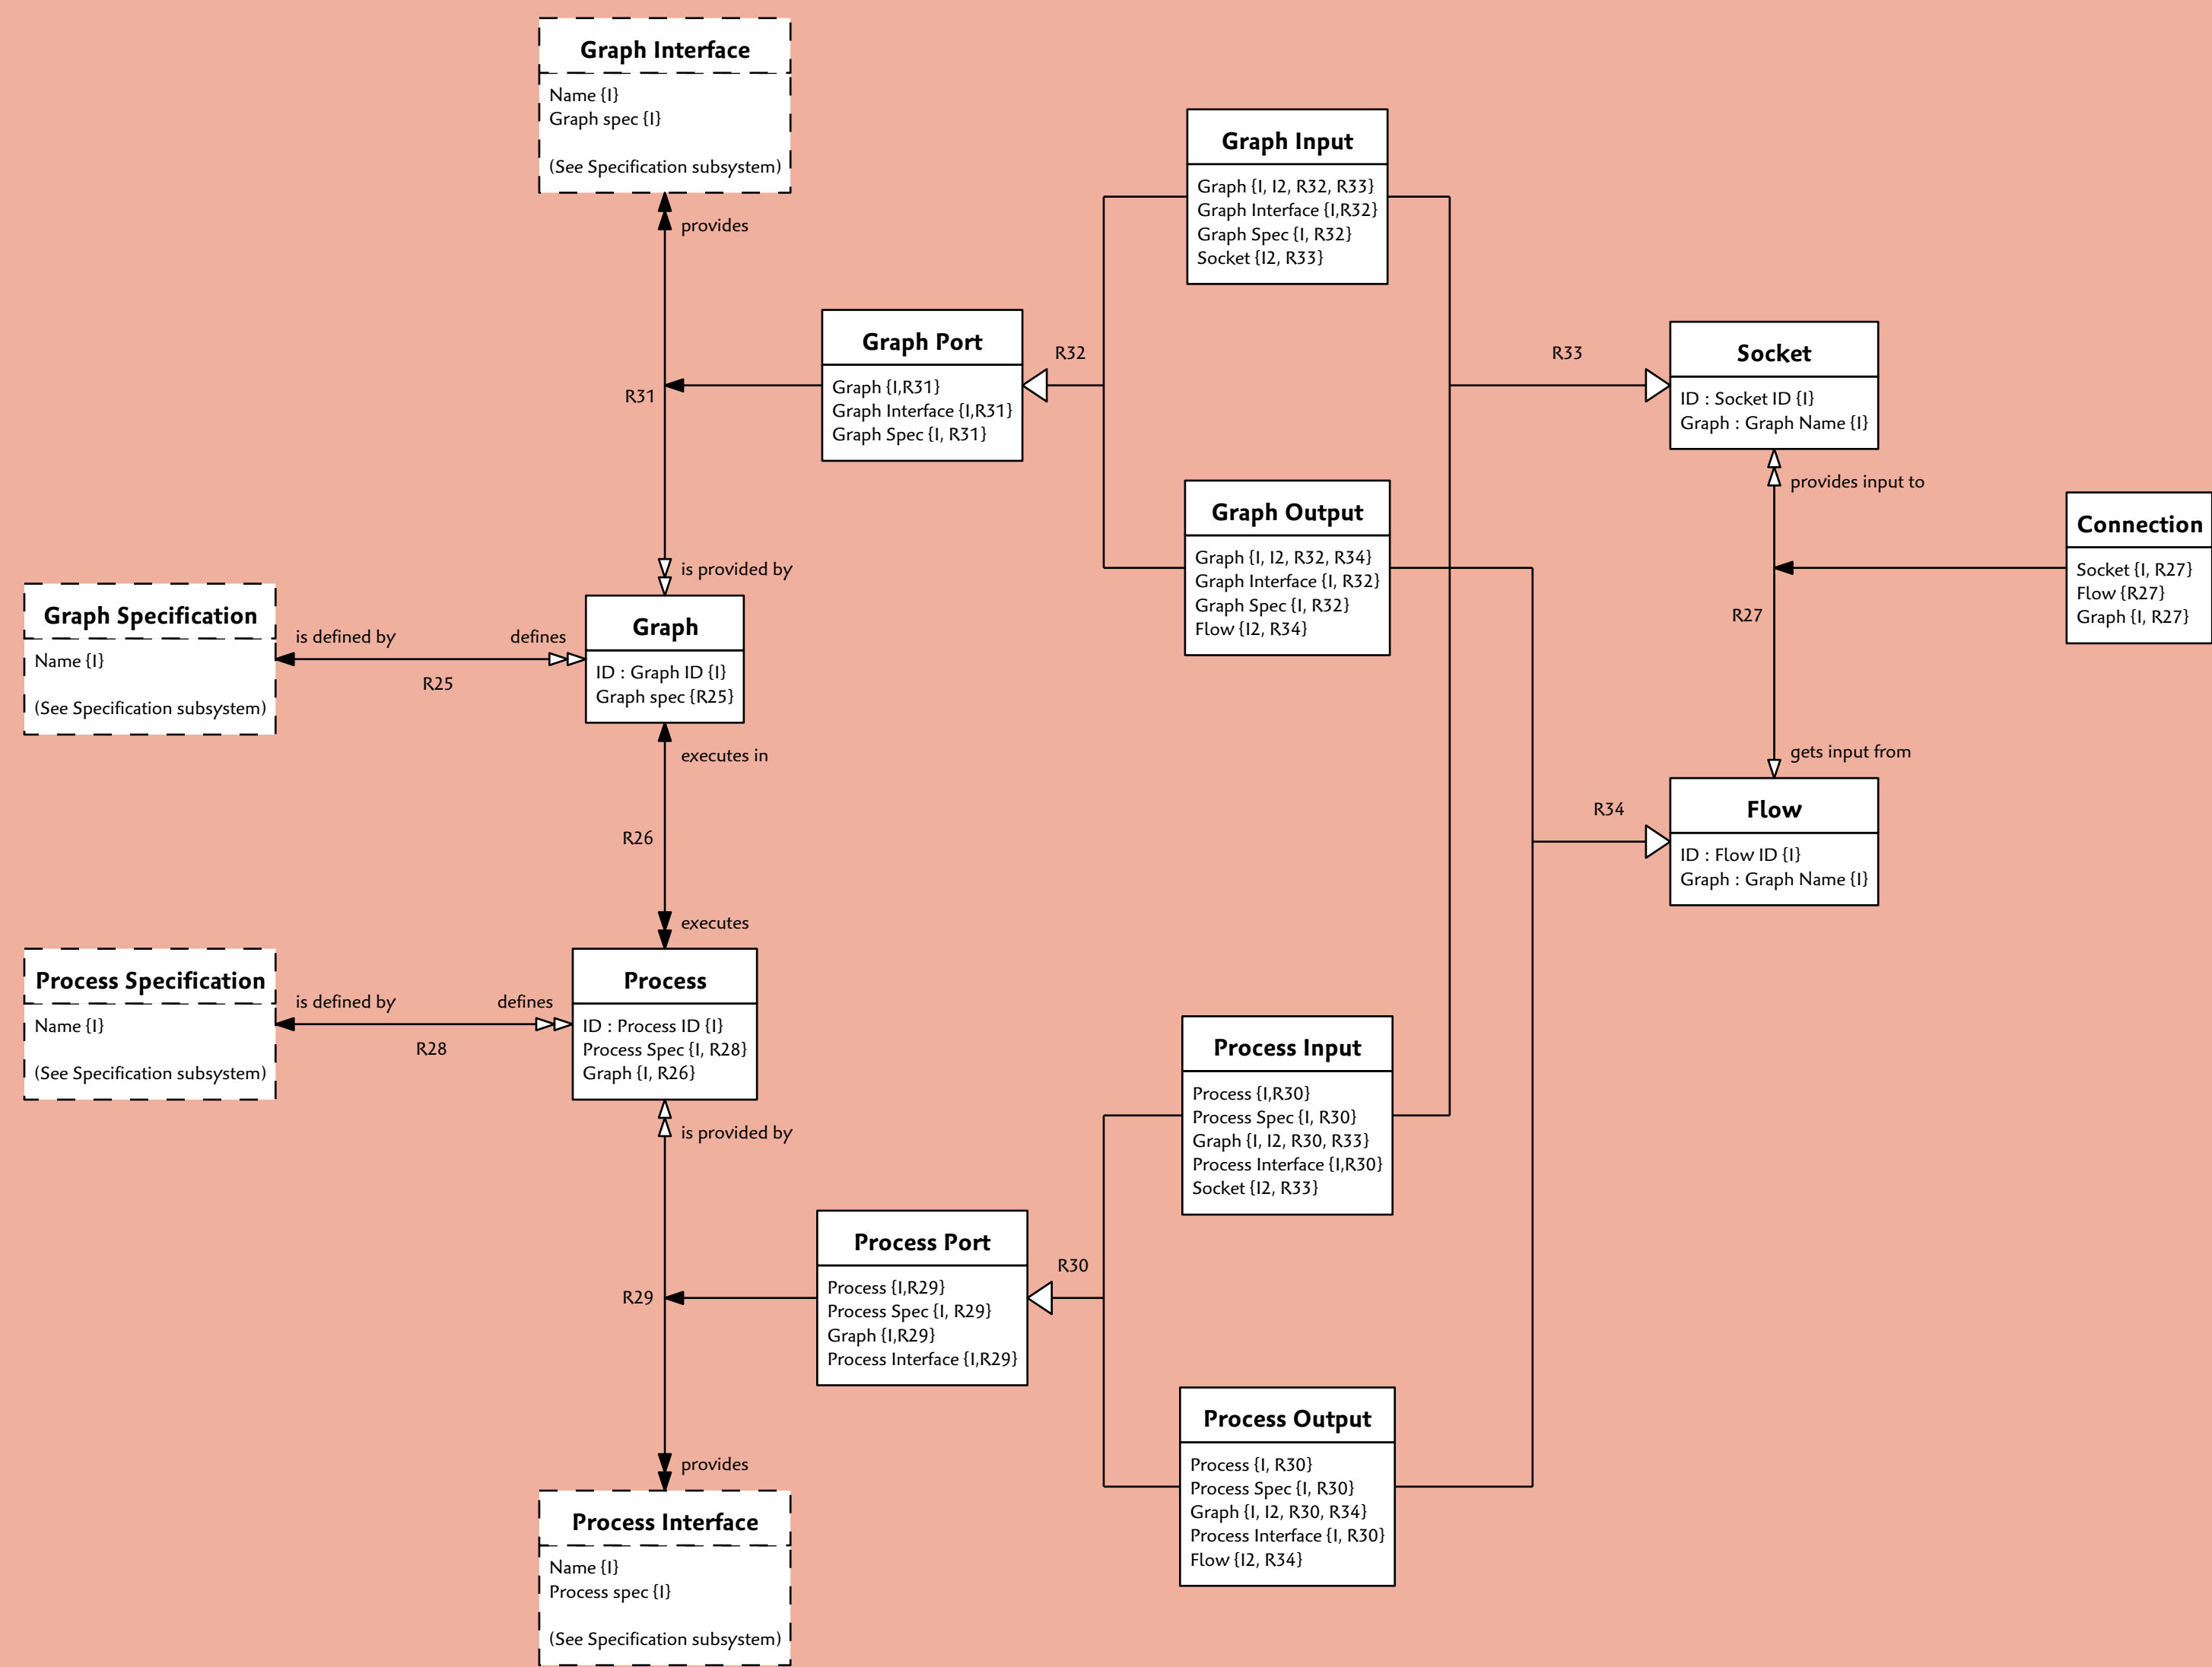 Graph Interface
Name {I}
Graph spec {I}
(See Specification subsystem)
provides
R31
is provided by
Graph Port
Graph {I,R31}
Graph Interface {I,R31}
Graph Spec {I, R31}
R32
Graph Input
Graph {I, I2, R32, R33}
Graph Interface {I,R32}
Graph Spec {I, R32}
Socket {I2, R33}
Graph Output
Graph {I, I2, R32, R34}
Graph Interface {I, R32}
Graph Spec {I, R32}
Flow {I2, R34}
R33
Socket
ID : Socket ID {I}
Graph : Graph Name {I}
provides input to
R27
gets input from
Connection
Socket {I, R27}
Flow {R27}
Graph {I, R27}
R34
Flow
ID : Flow ID {I}
Graph : Graph Name {I}
Graph Specification
Name {I}
(See Specification subsystem)
is defined by
defines
R25
Graph
ID : Graph ID {I}
Graph spec {R25}
executes in
R26
executes
Process Specification
Name {I}
(See Specification subsystem)
is defined by
defines
R28
Process
ID : Process ID {I}
Process Spec {I, R28}
Graph {I, R26}
is provided by
R29
provides
Process Port
Process {I,R29}
Process Spec {I, R29}
Graph {I,R29}
Process Interface {I,R29}
R30
Process Input
Process {I,R30}
Process Spec {I, R30}
Graph {I, I2, R30, R33}
Process Interface {I,R30}
Socket {I2, R33}
Process Output
Process {I, R30}
Process Spec {I, R30}
Graph {I, I2, R30, R34}
Process Interface {I, R30}
Flow {I2, R34}
Process Interface
Name {I}
Process spec {I}
(See Specification subsystem)